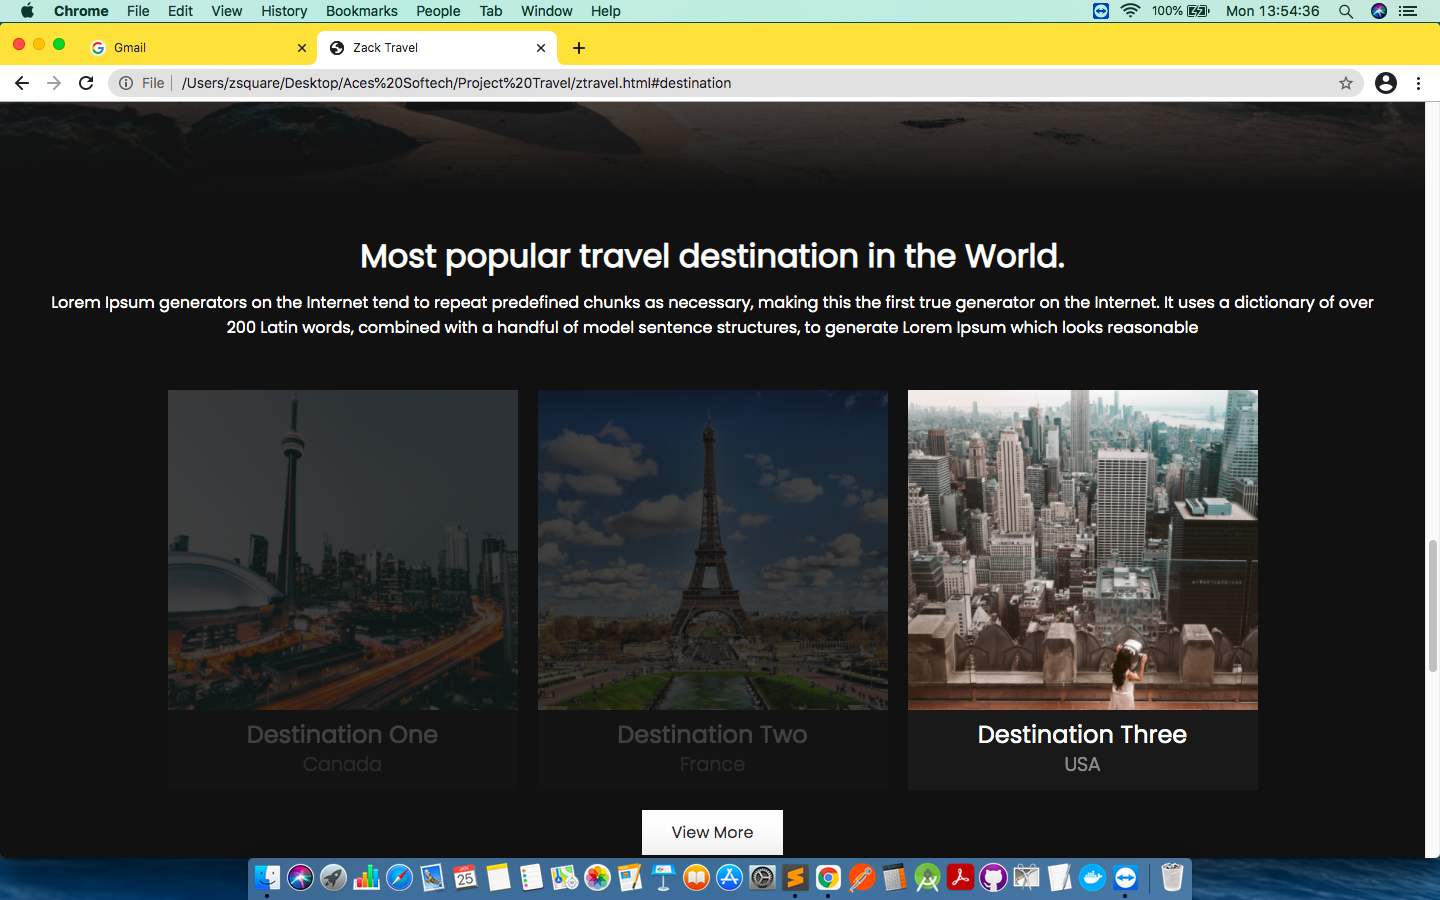 Chrome File Edit View History Bookmarks People Tab Window Help 100% Mon 13:54:36
Gmail Zack Travel
File /Users/zsquare/Desktop/Aces%20Softech/Project%20Travel/ztravel.html#destination
Most popular travel destination in the World.
Lorem Ipsum generators on the Internet tend to repeat predefined chunks as necessary, making this the first true generator on the Internet. It uses a dictionary of over
200 Latin words, combined with a handful of model sentence structures, to generate Lorem Ipsum which looks reasonable
Destination One Destination Two Destination Three
Canada France USA
View More
JAN
25